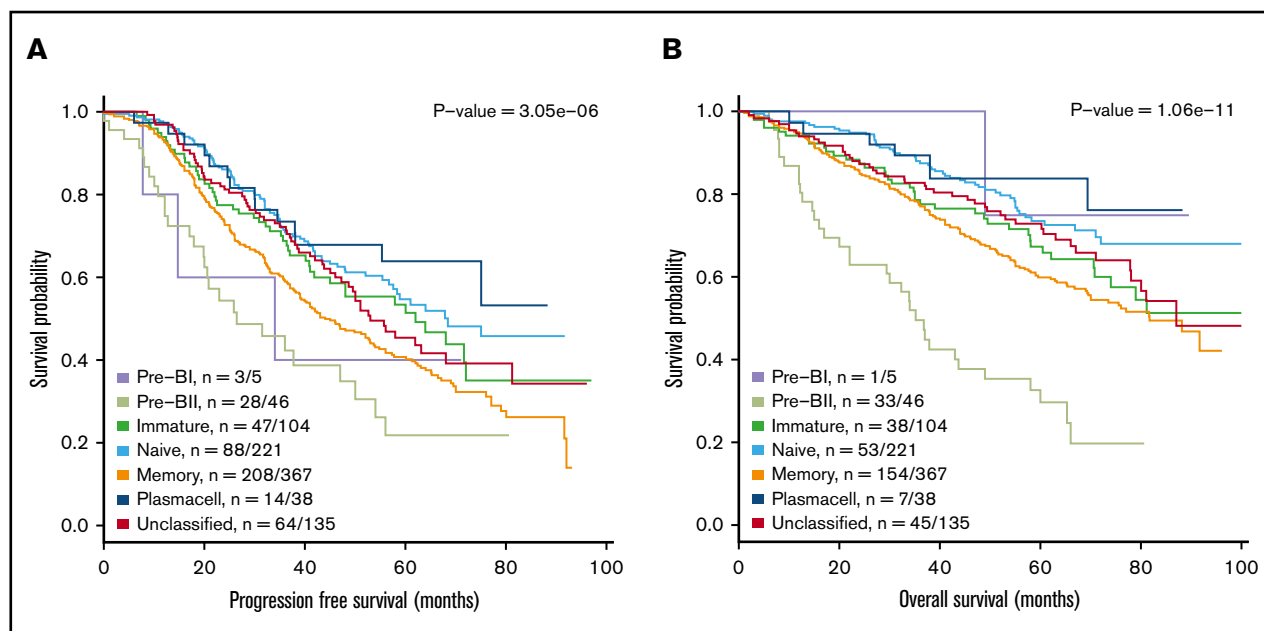 A
P–value = 3.05e–06
Survival probability
1.0
0.8
0.6
0.4
0.2
0.0
Pre–BI, n = 3/5
Pre–BII, n = 28/46
Immature, n = 47/104
Naive, n = 88/221
Memory, n = 208/367
Plasmacell, n = 14/38
Unclassified, n = 64/135
0 20 40 60 80 100
Progression free survival (months)
B
P–value = 1.06e–11
Survival probability
1.0
0.8
0.6
0.4
0.2
0.0
Pre–BI, n = 1/5
Pre–BII, n = 33/46
Immature, n = 38/104
Naive, n = 53/221
Memory, n = 154/367
Plasmacell, n = 7/38
Unclassified, n = 45/135
0 20 40 60 80 100
Overall survival (months)